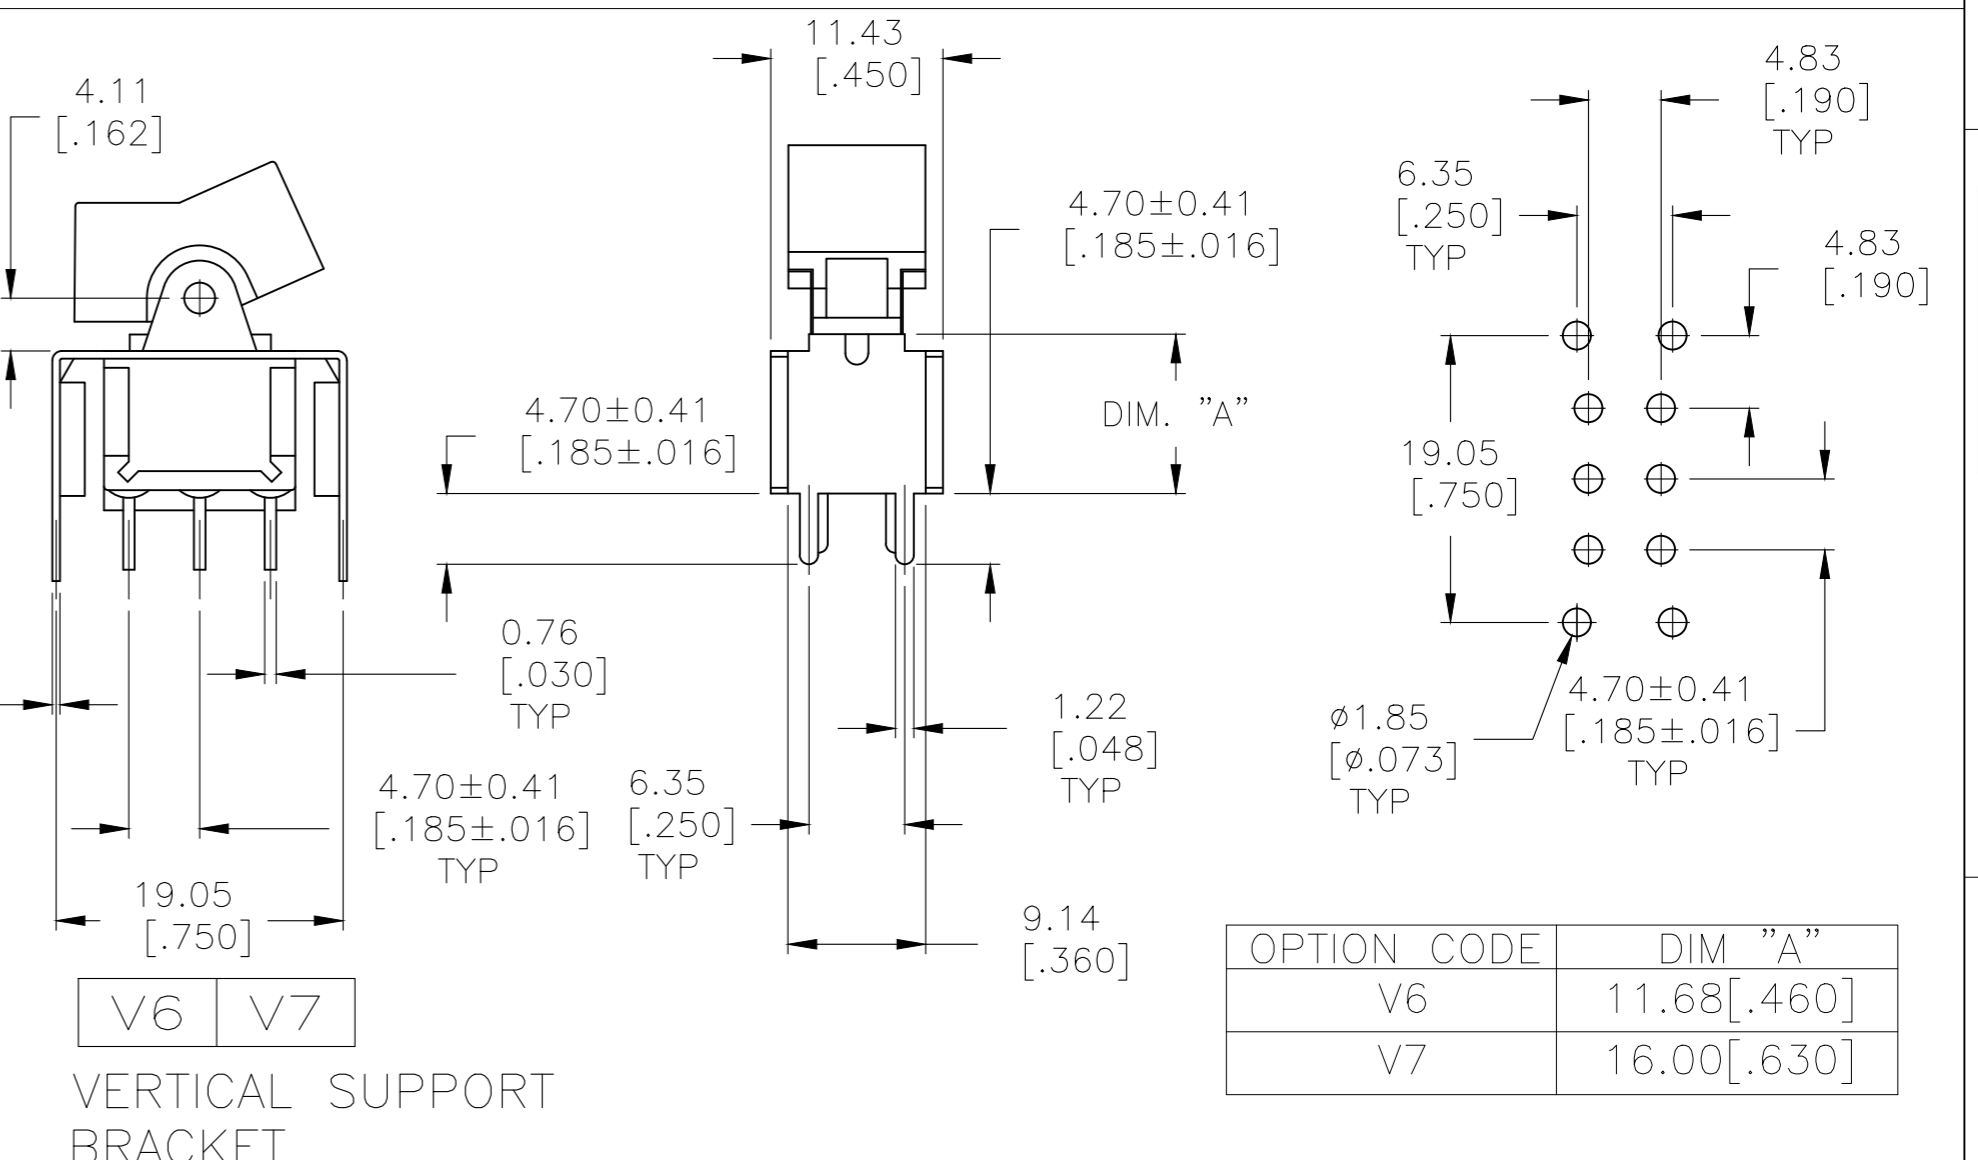 11.43
[.450]
4.11
[.162]
4.83
[.190]
TYP
6.35
[.250]
TYP
4.70±0.41
[.185±.016]
4.83
[.190]
4.70±0.41
[.185±.016]
DIM. "A"
19.05
[.750]
0.76
[.030]
TYP
1.22
[.048]
TYP
ø1.85
[ø.073]
TYP
4.70±0.41
[.185±.016]
TYP
4.70±0.41
[.185±.016]
TYP
6.35
[.250]
TYP
19.05
[.750]
9.14
[.360]
OPTION CODE DIM "A"
V6 11.68[.460]
V7 16.00[.630]
V6 V7
VERTICAL SUPPORT
BRACKET